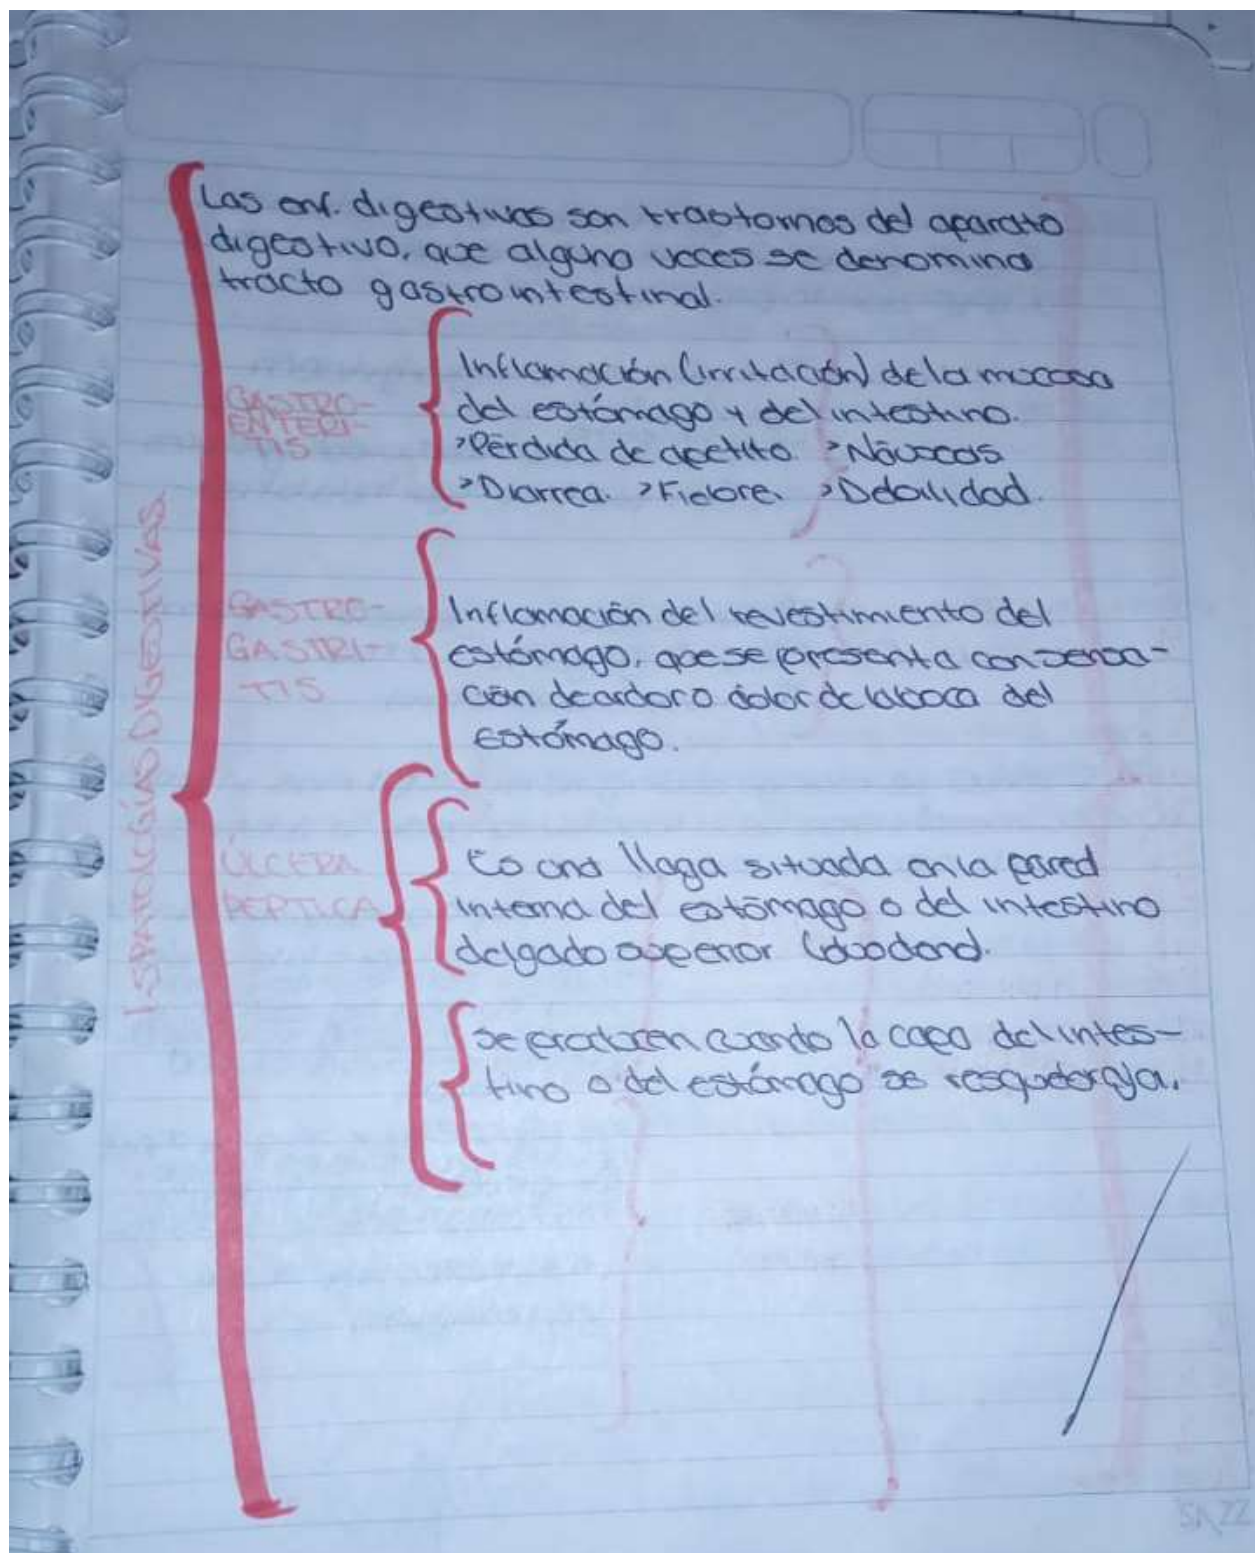 1. PATOLOGÍAS DIGESTIVAS
Las enf. digestivas son trastornos del aparato
digestivo, que alguna veces se denomina
tracto gastrointestinal.
GASTRO-
ENTERI-
TIS
Inflamación (irritación) de la mucosa
del estómago y del intestino.
>Pérdida de apetito >Náuseas
>Diarrea. >Fiebre. >Debilidad.
GASTRO-
GASTRI-
TIS
Inflamación del revestimiento del
estómago, que se presenta con sensa-
ción de ardor o dolor de la boca del
estómago.
ÚLCERA
PEPTICA
Es una llaga situada en la pared
interna del estómago o del intestino
delgado superior (duodeno).
Se producen cuando la capa del intes-
tino o del estómago se